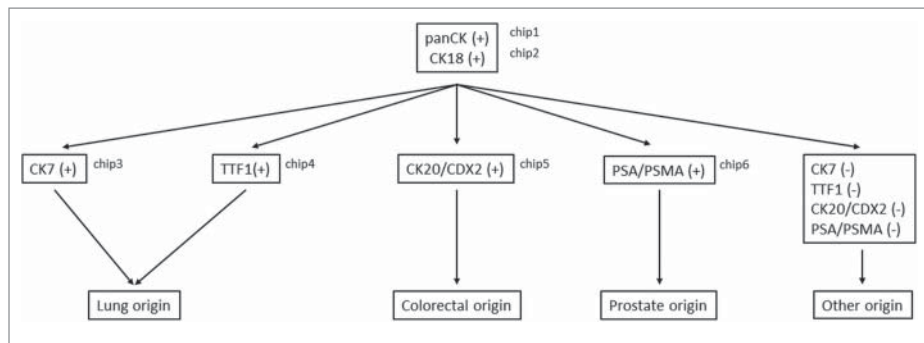 panCK (+) chip1
CK18 (+) chip2
CK7 (+) chip3
TTF1(+) chip4
CK20/CDX2 (+) chip5
PSA/PSMA (+) chip6
CK7 (-)
TTF1 (-)
CK20/CDX2 (-)
PSA/PSMA (-)
Lung origin
Colorectal origin
Prostate origin
Other origin